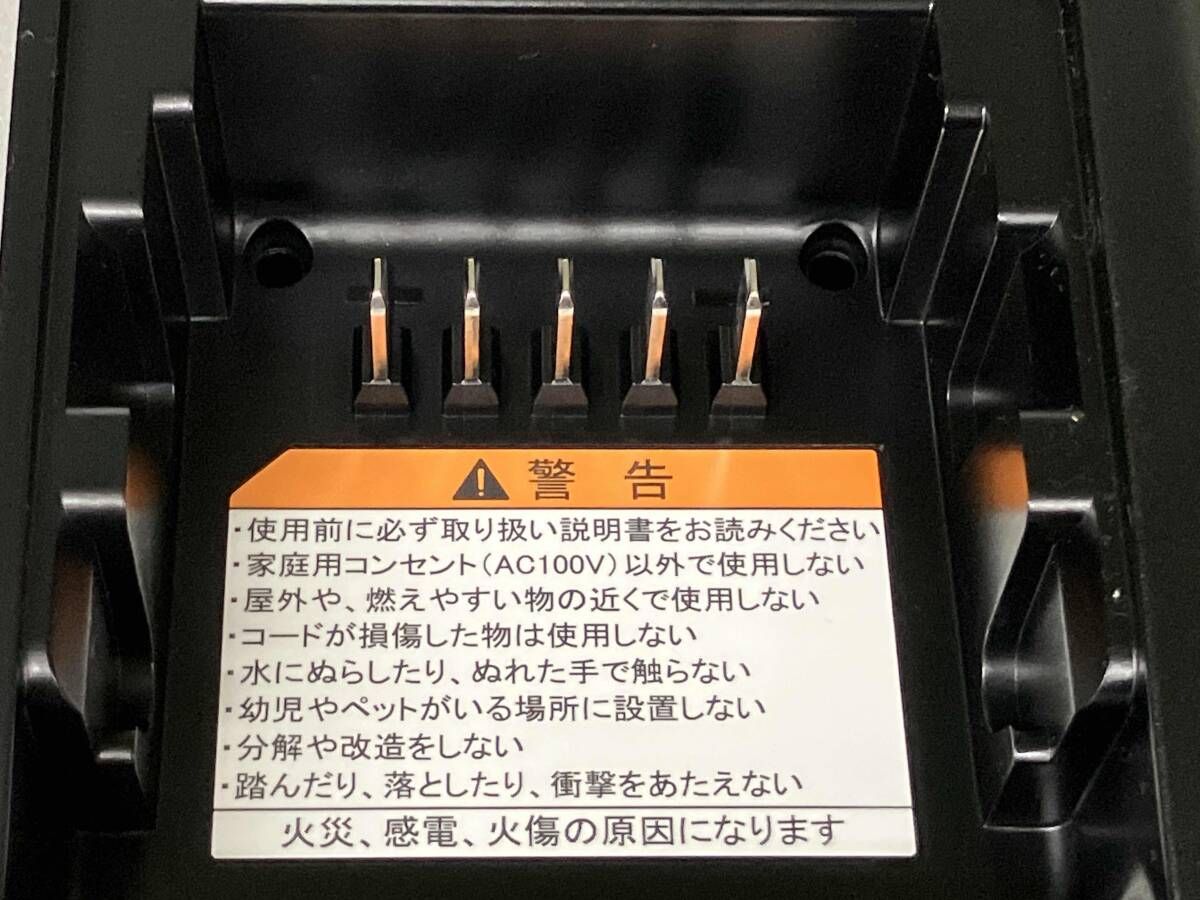 + −
警 告
・使用前に必ず取り扱い説明書をお読みください
・家庭用コンセント(AC100V)以外で使用しない
・屋外や、燃えやすい物の近くで使用しない
・コードが損傷した物は使用しない
・水にぬらしたり、ぬれた手で触らない
・幼児やペットがいる場所に設置しない
・分解や改造をしない
・踏んだり、落としたり、衝撃をあたえない
火災、感電、火傷の原因になります